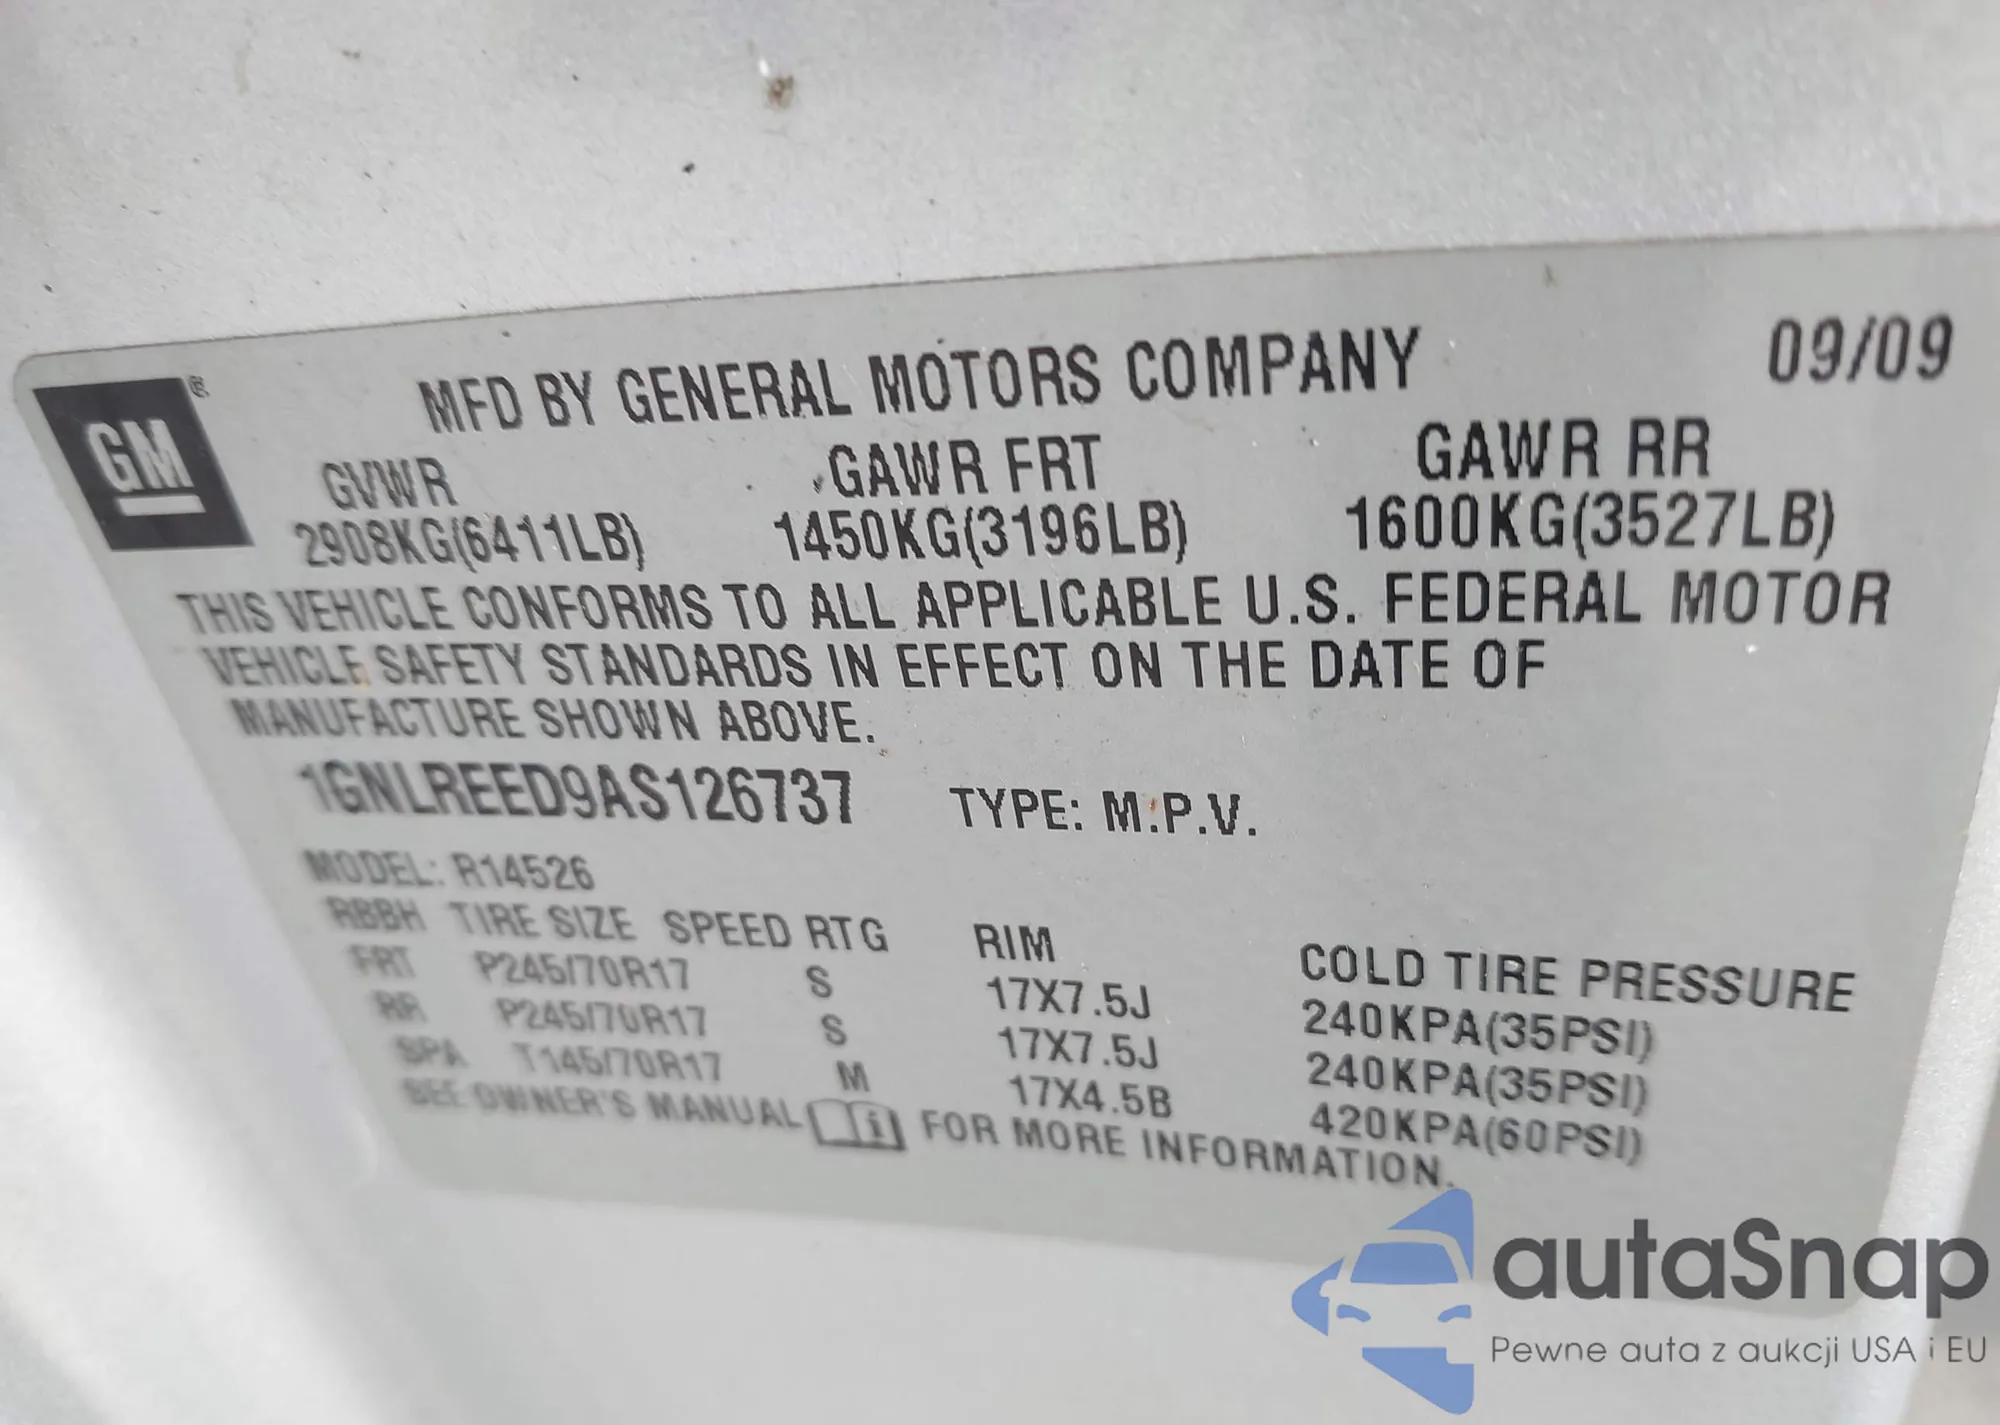 GM ®
MFD BY GENERAL MOTORS COMPANY 09/09
GVWR GAWR FRT GAWR RR
2908KG(6411LB) 1450KG(3196LB) 1600KG(3527LB)
THIS VEHICLE CONFORMS TO ALL APPLICABLE U.S. FEDERAL MOTOR
VEHICLE SAFETY STANDARDS IN EFFECT ON THE DATE OF
MANUFACTURE SHOWN ABOVE.
1GNLREED9AS126737 TYPE: M.P.V.
MODEL: R14526
RBBH TIRE SIZE SPEED RTG RIM COLD TIRE PRESSURE
FRT P245/70R17 S 17X7.5J 240KPA(35PSI)
RR P245/70R17 S 17X7.5J 240KPA(35PSI)
SPA T145/70R17 M 17X4.5B 420KPA(60PSI)
SEE OWNER'S MANUAL i FOR MORE INFORMATION.
autaSnap
Pewne auta z aukcji USA i EU